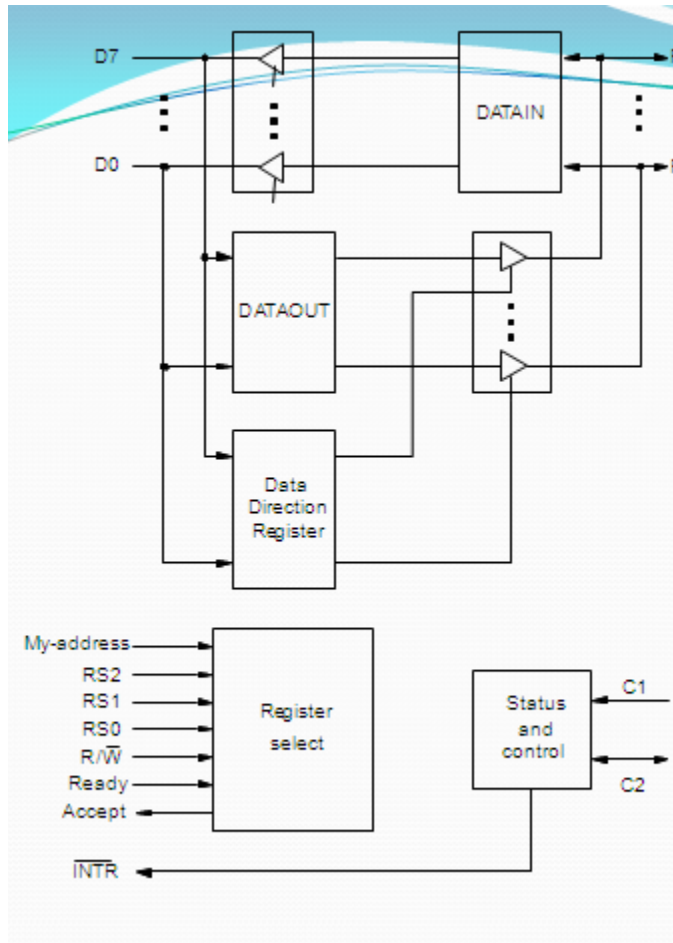 D7
DATAIN
D0
DATAOUT
Data
Direction
Register
My-address
RS2
RS1
RS0
R/W̅
Ready
Accept
Register
select
Status
and
control
C1
C2
I̅N̅T̅R̅